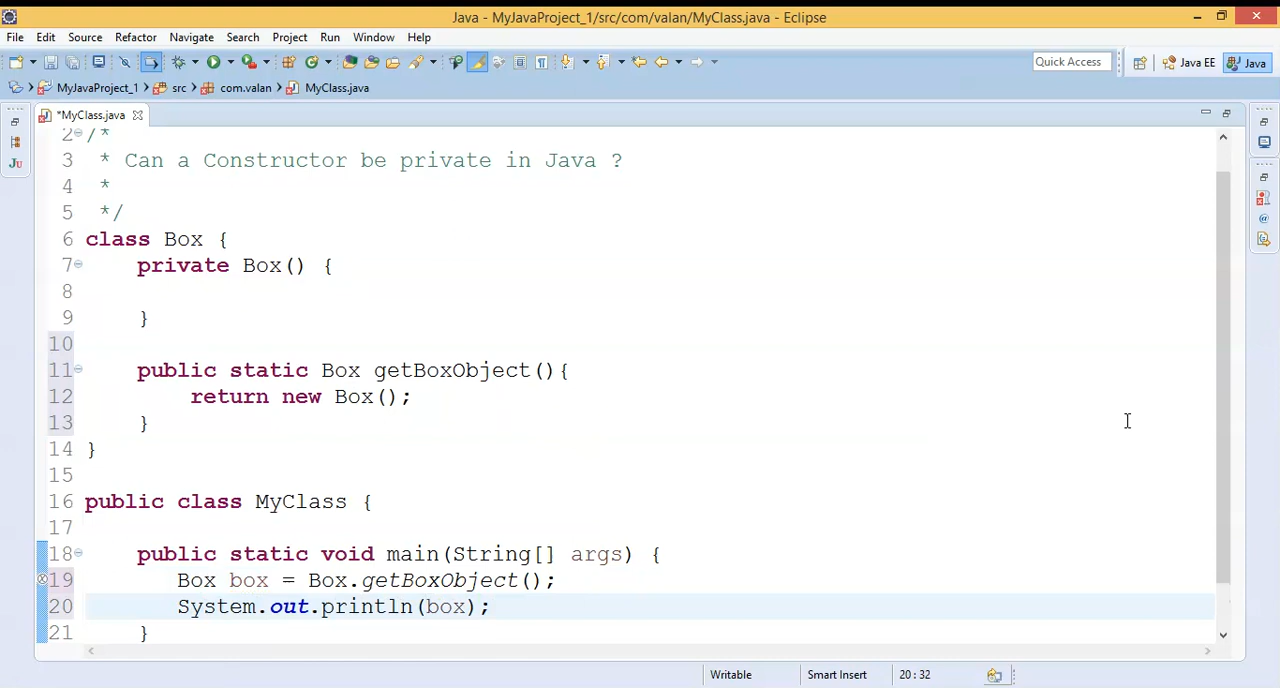 Java - MyJavaProject_1/src/com/valan/MyClass.java - Eclipse
File Edit Source Refactor Navigate Search Project Run Window Help
Quick Access Java EE Java
MyJavaProject_1 src com.valan MyClass.java
*MyClass.java
2 /*
3 * Can a Constructor be private in Java ?
4 *
5 */
6 class Box {
7 private Box() {
8
9 }
10
11 public static Box getBoxObject(){
12 return new Box();
13 }
14 }
15
16 public class MyClass {
17
18 public static void main(String[] args) {
19 Box box = Box.getBoxObject();
20 System.out.println(box);
21 }
Writable Smart Insert 20 : 32